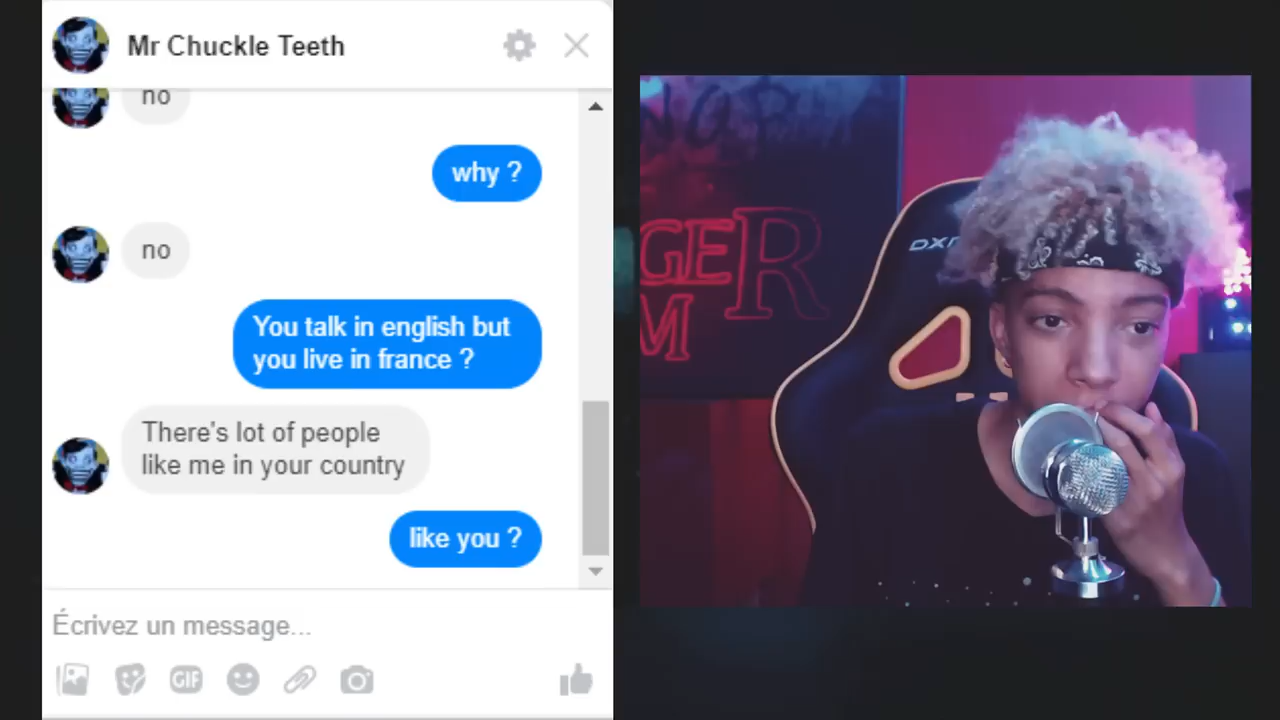 Mr Chuckle Teeth
no
why ?
no
You talk in english but
you live in france ?
There's lot of people
like me in your country
like you ?
Écrivez un message...
GIF
GER
M
DXR